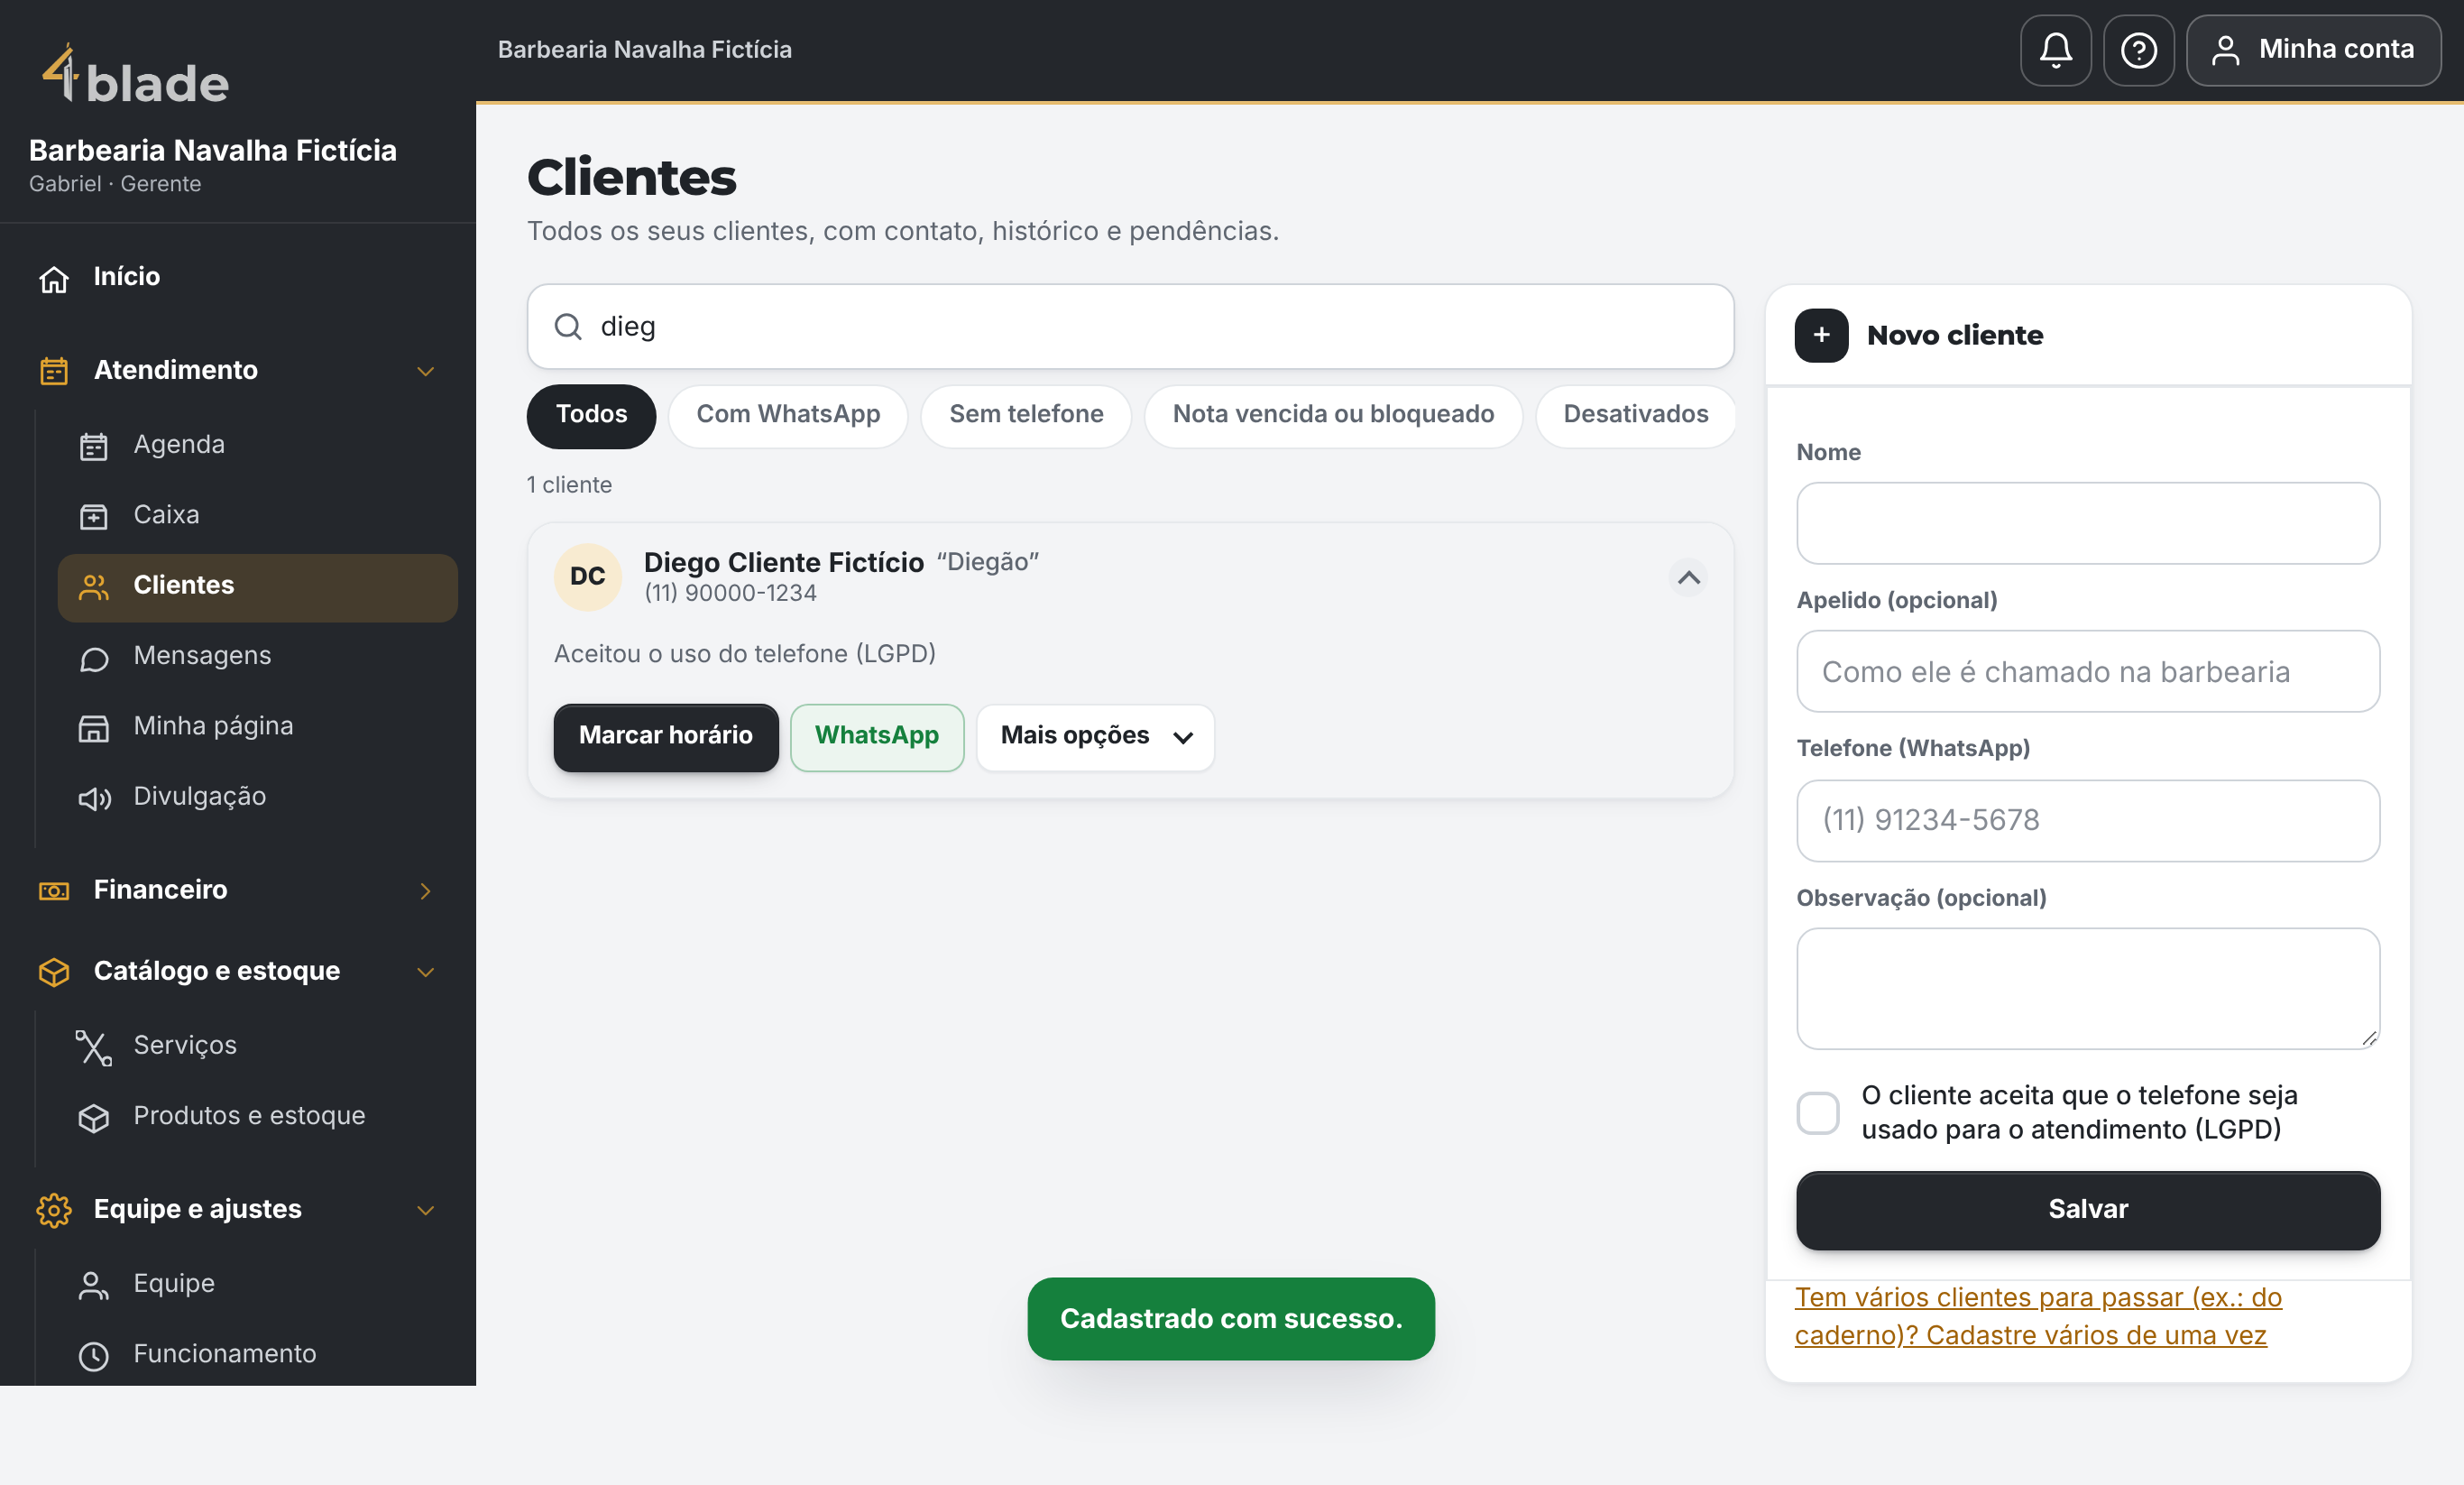 4blade
Barbearia Navalha Fictícia
Gabriel · Gerente
Início
Atendimento
Agenda
Caixa
Clientes
Mensagens
Minha página
Divulgação
Financeiro
Catálogo e estoque
Serviços
Produtos e estoque
Equipe e ajustes
Equipe
Funcionamento
Barbearia Navalha Fictícia
Minha conta
Clientes
Todos os seus clientes, com contato, histórico e pendências.
dieg
Todos
Com WhatsApp
Sem telefone
Nota vencida ou bloqueado
Desativados
1 cliente
DC
Diego Cliente Fictício “Diegão”
(11) 90000-1234
Aceitou o uso do telefone (LGPD)
Marcar horário
WhatsApp
Mais opções
+ Novo cliente
Nome
Apelido (opcional)
Como ele é chamado na barbearia
Telefone (WhatsApp)
(11) 91234-5678
Observação (opcional)
O cliente aceita que o telefone seja
usado para o atendimento (LGPD)
Salvar
Tem vários clientes para passar (ex.: do
caderno)? Cadastre vários de uma vez
Cadastrado com sucesso.